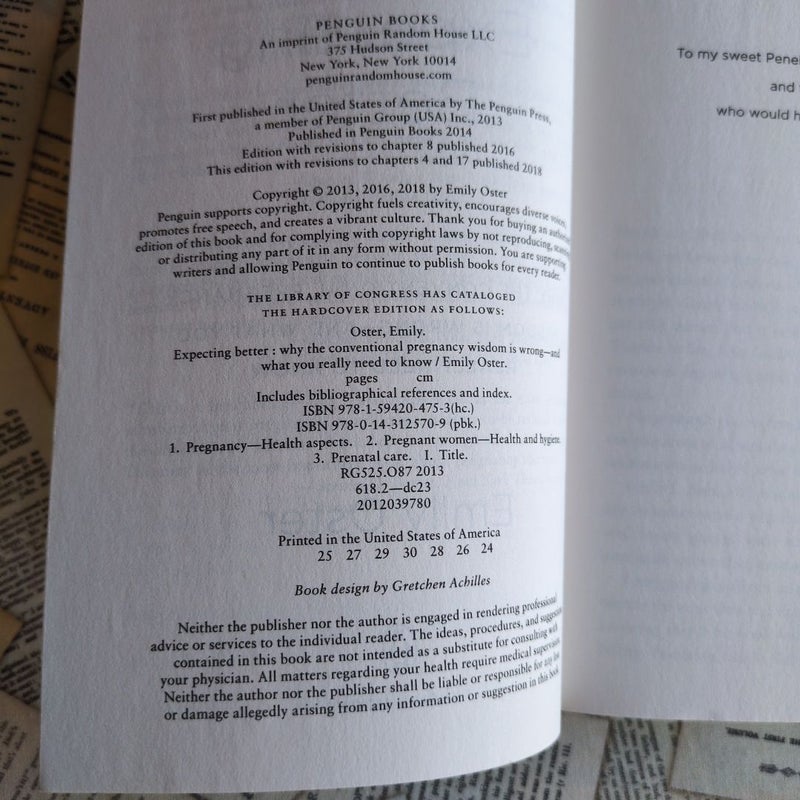 PENGUIN BOOKS
An imprint of Penguin Random House LLC
375 Hudson Street
New York, New York 10014
penguinrandomhouse.com
First published in the United States of America by The Penguin Press,
a member of Penguin Group (USA) Inc., 2013
Published in Penguin Books 2014
Edition with revisions to chapter 8 published 2016
This edition with revisions to chapters 4 and 17 published 2018
Copyright © 2013, 2016, 2018 by Emily Oster
Penguin supports copyright. Copyright fuels creativity, encourages diverse voices,
promotes free speech, and creates a vibrant culture. Thank you for buying an
edition of this book and for complying with copyright laws by not reproducing,
or distributing any part of it in any form without permission. You are supporting
writers and allowing Penguin to continue to publish books for every reader.
THE LIBRARY OF CONGRESS HAS CATALOGED
THE HARDCOVER EDITION AS FOLLOWS:
Oster, Emily.
Expecting better : why the conventional pregnancy wisdom is wrong—and
what you really need to know / Emily Oster.
pages cm
Includes bibliographical references and index.
ISBN 978-1-59420-475-3(hc.)
ISBN 978-0-14-312570-9 (pbk.)
1. Pregnancy—Health aspects. 2. Pregnant women—Health and hygiene.
3. Prenatal care. I. Title.
RG525.O87 2013
618.2—dc23
2012039780
Printed in the United States of America
25 27 29 30 28 26 24
Book design by Gretchen Achilles
Neither the publisher nor the author is engaged in rendering professional
advice or services to the individual reader. The ideas, procedures, and suggestions
contained in this book are not intended as a substitute for consulting with
your physician. All matters regarding your health require medical supervision.
Neither the author nor the publisher shall be liable or responsible for any loss
or damage allegedly arising from any information or suggestion in this book.
To my sweet
and
who would